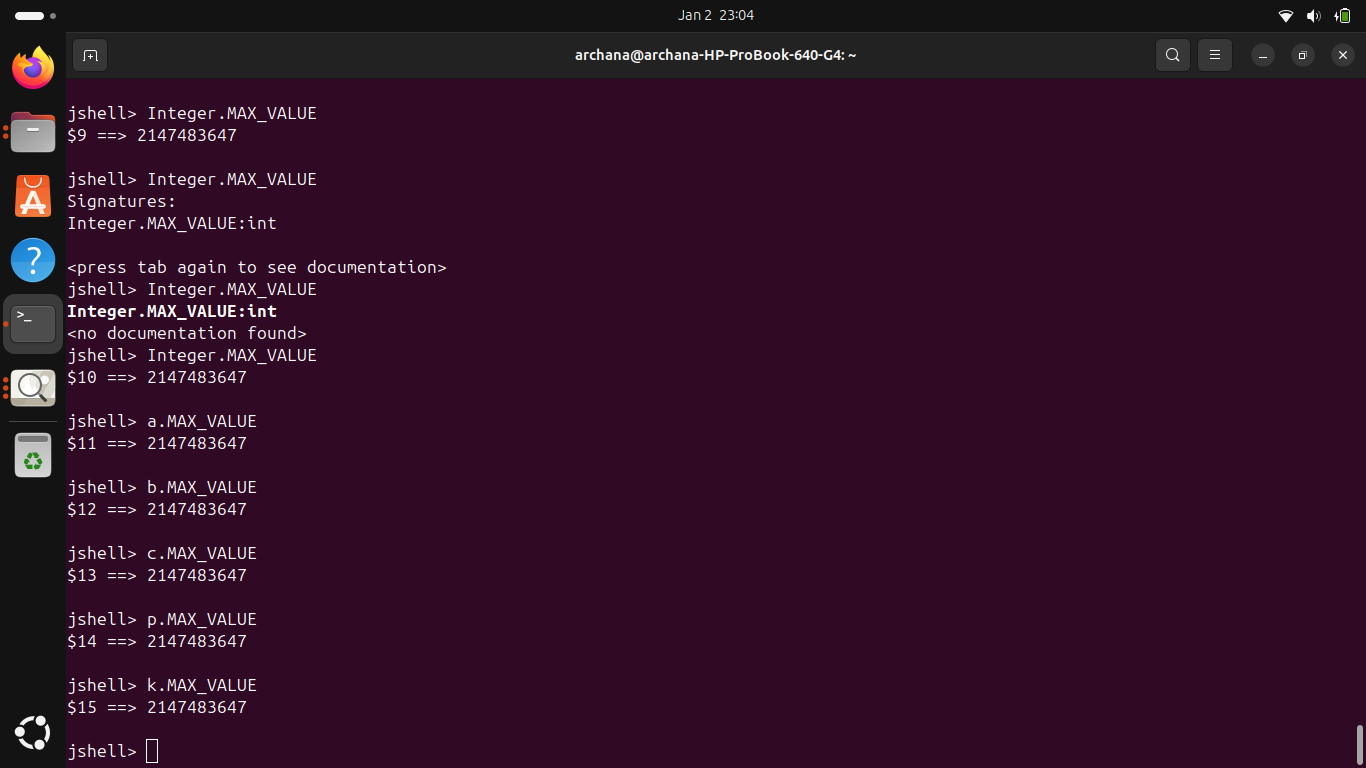 Jan 2 23:04
archana@archana-HP-ProBook-640-G4: ~
jshell> Integer.MAX_VALUE
$9 ==> 2147483647
jshell> Integer.MAX_VALUE
Signatures:
Integer.MAX_VALUE:int
<press tab again to see documentation>
jshell> Integer.MAX_VALUE
Integer.MAX_VALUE:int
<no documentation found>
jshell> Integer.MAX_VALUE
$10 ==> 2147483647
jshell> a.MAX_VALUE
$11 ==> 2147483647
jshell> b.MAX_VALUE
$12 ==> 2147483647
jshell> c.MAX_VALUE
$13 ==> 2147483647
jshell> p.MAX_VALUE
$14 ==> 2147483647
jshell> k.MAX_VALUE
$15 ==> 2147483647
jshell>